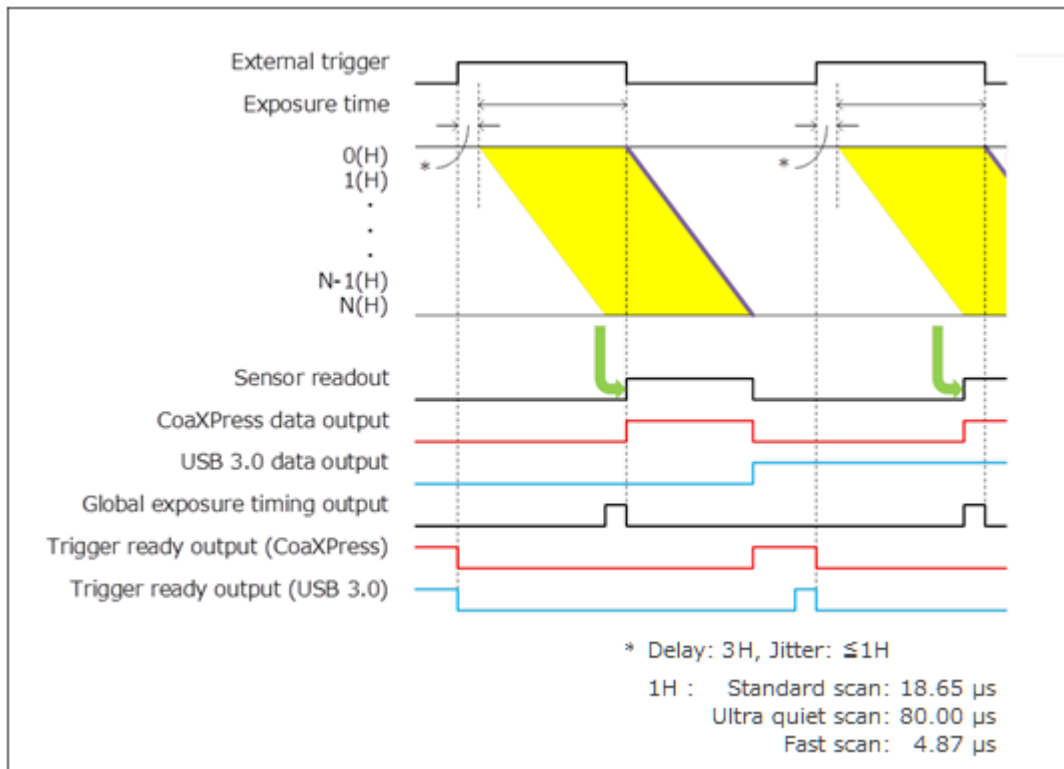 External trigger
Exposure time
*
*
0(H)
1(H)
.
.
.
N-1(H)
N(H)
Sensor readout
CoaXPress data output
USB 3.0 data output
Global exposure timing output
Trigger ready output (CoaXPress)
Trigger ready output (USB 3.0)
* Delay: 3H, Jitter: ≦1H
1H : Standard scan: 18.65 µs
Ultra quiet scan: 80.00 µs
Fast scan: 4.87 µs